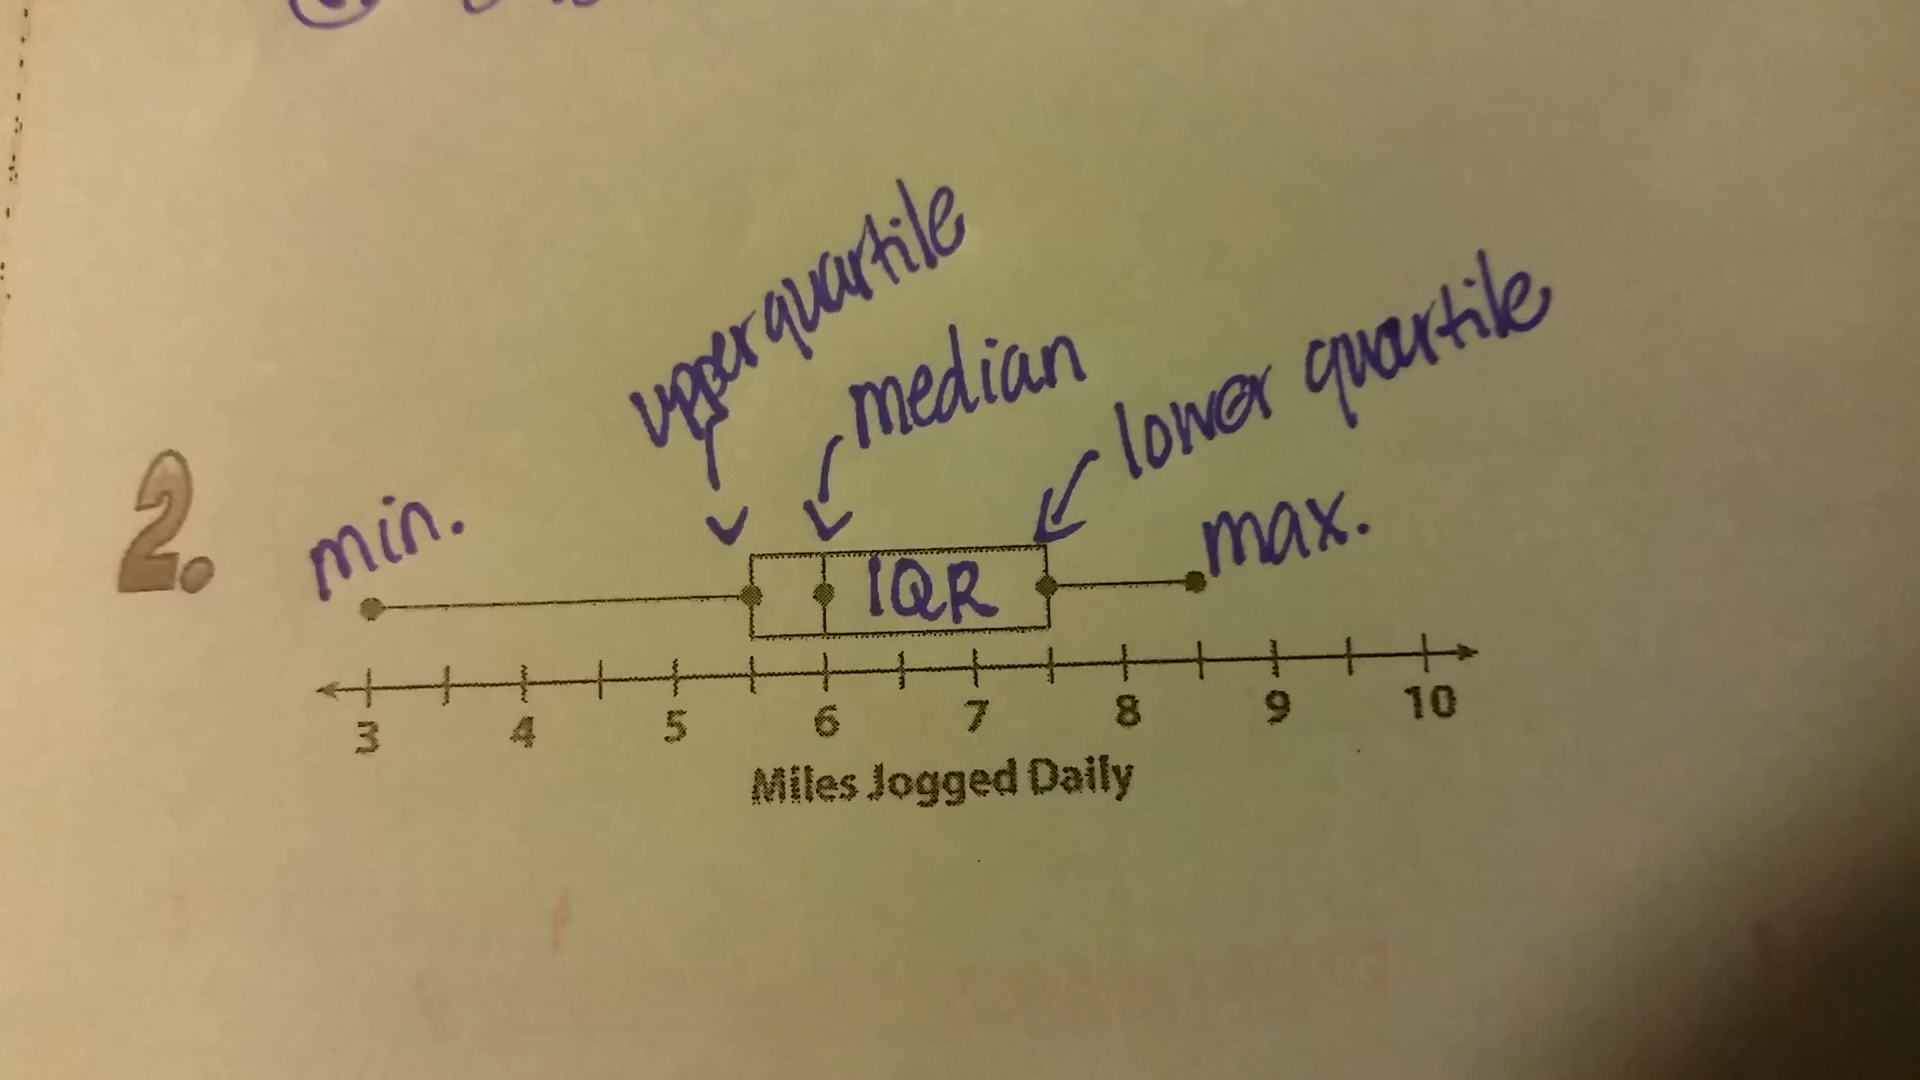 upper quartile
median
lower quartile
2.
min.
max.
IQR
3 4 5 6 7 8 9 10
Miles Jogged Daily